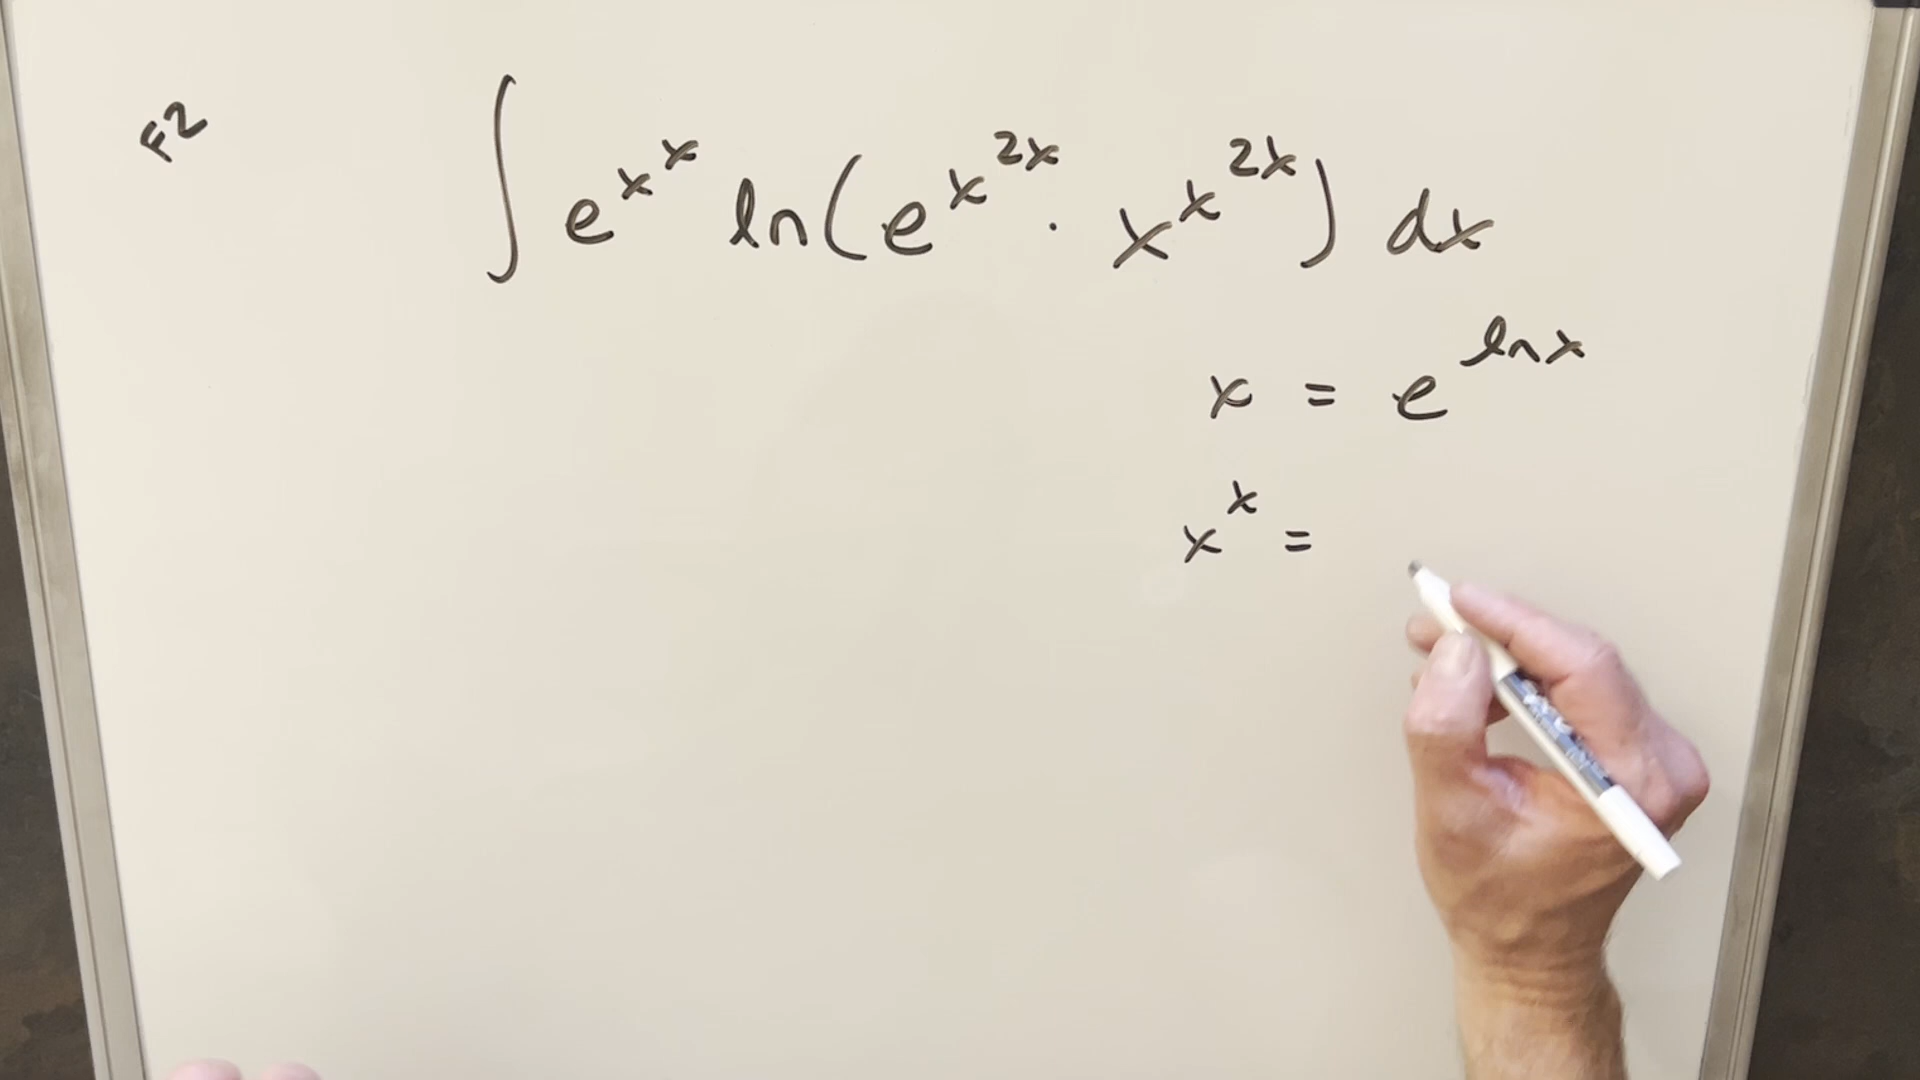 F2
∫ e^{x^x} ln(e^{x^{2x}} · x^{x^{2x}}) dx
x = e^{ln x}
x^x =